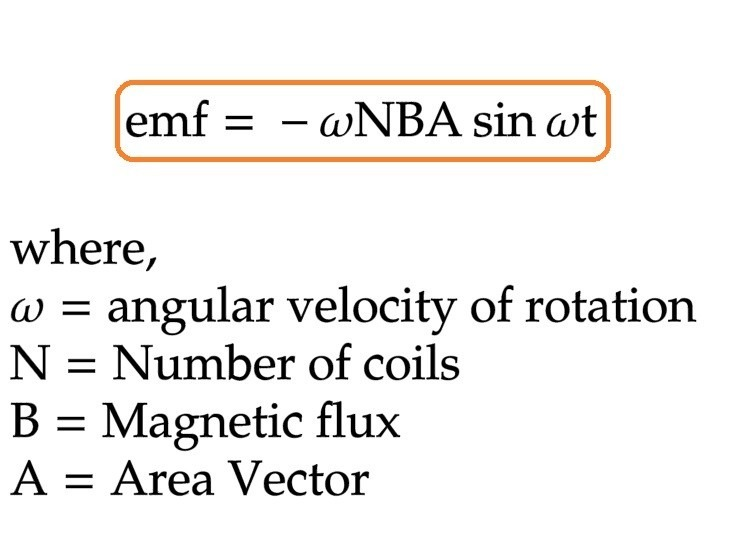 emf = − ωNBA sin ωt
where,
ω = angular velocity of rotation
N = Number of coils
B = Magnetic flux
A = Area Vector